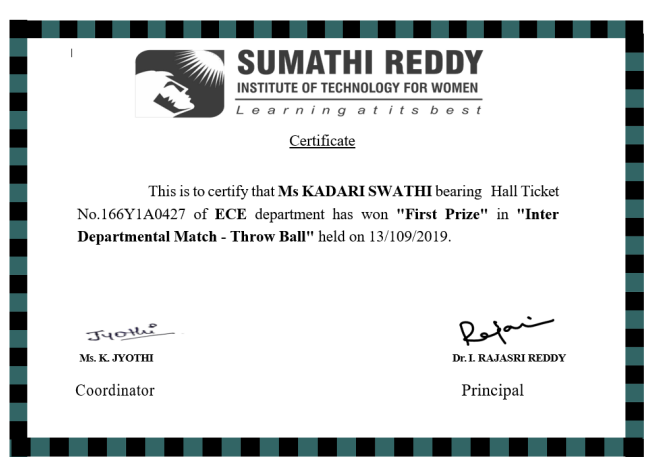 SUMATHI REDDY
INSTITUTE OF TECHNOLOGY FOR WOMEN
Learning at its best
Certificate
This is to certify that Ms KADARI SWATHI bearing Hall Ticket
No.166Y1A0427 of ECE department has won "First Prize" in "Inter
Departmental Match - Throw Ball" held on 13/109/2019.
Jyothi
Rajasri
Ms. K. JYOTHI
Dr. I. RAJASRI REDDY
Coordinator
Principal